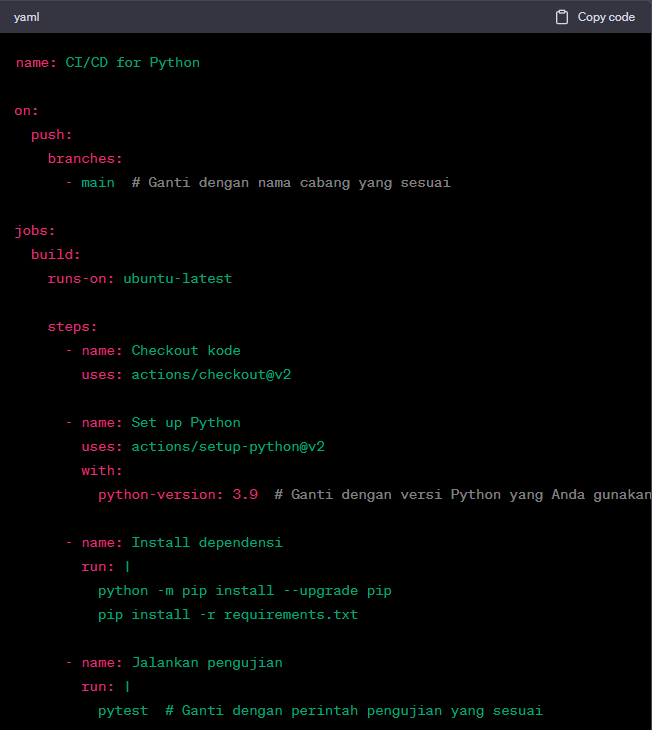 yaml
Copy code
name: CI/CD for Python
on:
push:
branches:
- main # Ganti dengan nama cabang yang sesuai
jobs:
build:
runs-on: ubuntu-latest
steps:
- name: Checkout kode
uses: actions/checkout@v2
- name: Set up Python
uses: actions/setup-python@v2
with:
python-version: 3.9 # Ganti dengan versi Python yang Anda gunakan
- name: Install dependensi
run: |
python -m pip install --upgrade pip
pip install -r requirements.txt
- name: Jalankan pengujian
run: |
pytest # Ganti dengan perintah pengujian yang sesuai